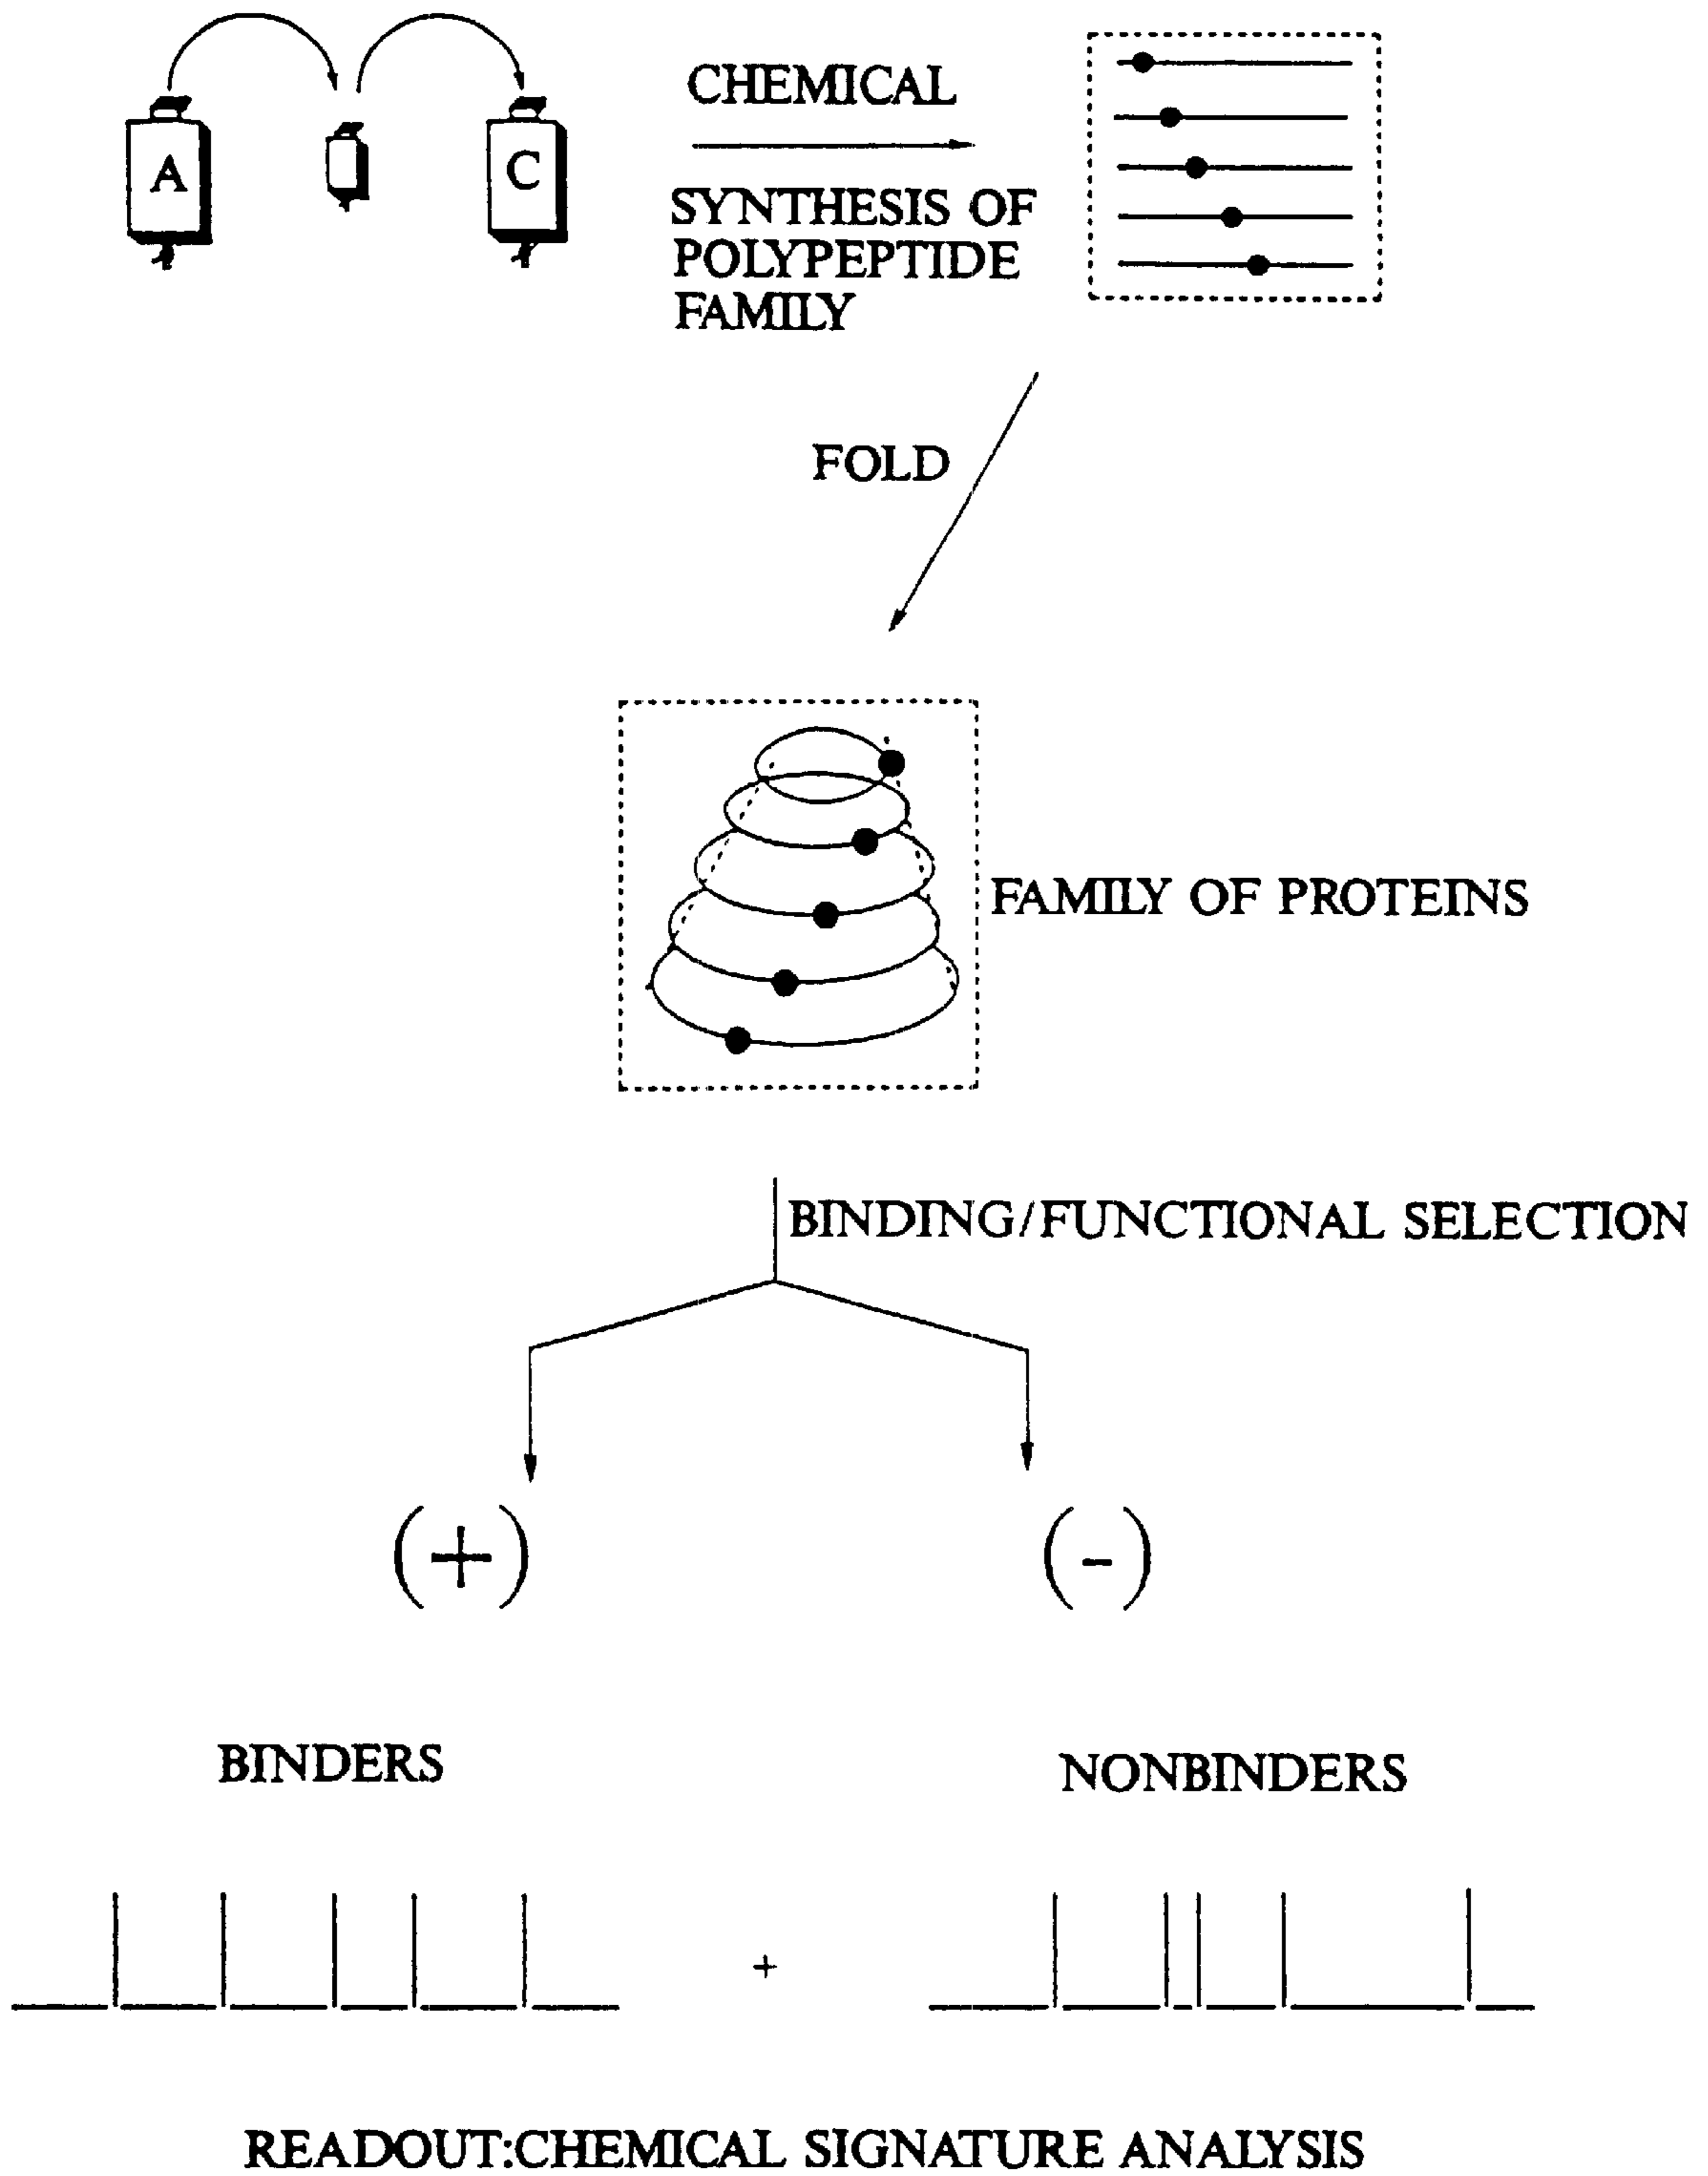 A
C
CHEMICAL
SYNTHESIS OF
POLYPEPTIDE
FAMILY
FOLD
FAMILY OF PROTEINS
BINDING/FUNCTIONAL SELECTION
(+)
(-)
BINDERS
NONBINDERS
+
READOUT:CHEMICAL SIGNATURE ANALYSIS